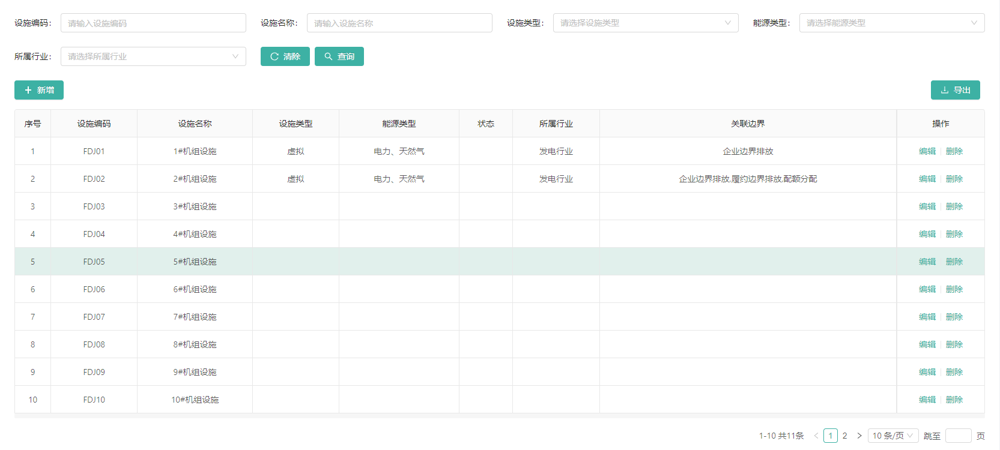 设施编码： 请输入设施编码 设施名称： 请输入设施名称 设施类型： 请选择设施类型 能源类型： 请选择能源类型
所属行业： 请选择所属行业 清除 查询
新增 导出
序号 设施编码 设施名称 设施类型 能源类型 状态 所属行业 关联边界 操作
1 FDJ01 1#机组设施 虚拟 电力、天然气 发电行业 企业边界排放 编辑 删除
2 FDJ02 2#机组设施 虚拟 电力、天然气 发电行业 企业边界排放,履约边界排放,配额分配 编辑 删除
3 FDJ03 3#机组设施 编辑 删除
4 FDJ04 4#机组设施 编辑 删除
5 FDJ05 5#机组设施 编辑 删除
6 FDJ06 6#机组设施 编辑 删除
7 FDJ07 7#机组设施 编辑 删除
8 FDJ08 8#机组设施 编辑 删除
9 FDJ09 9#机组设施 编辑 删除
10 FDJ10 10#机组设施 编辑 删除
1-10 共11条 1 2 10 条/页 跳至 页